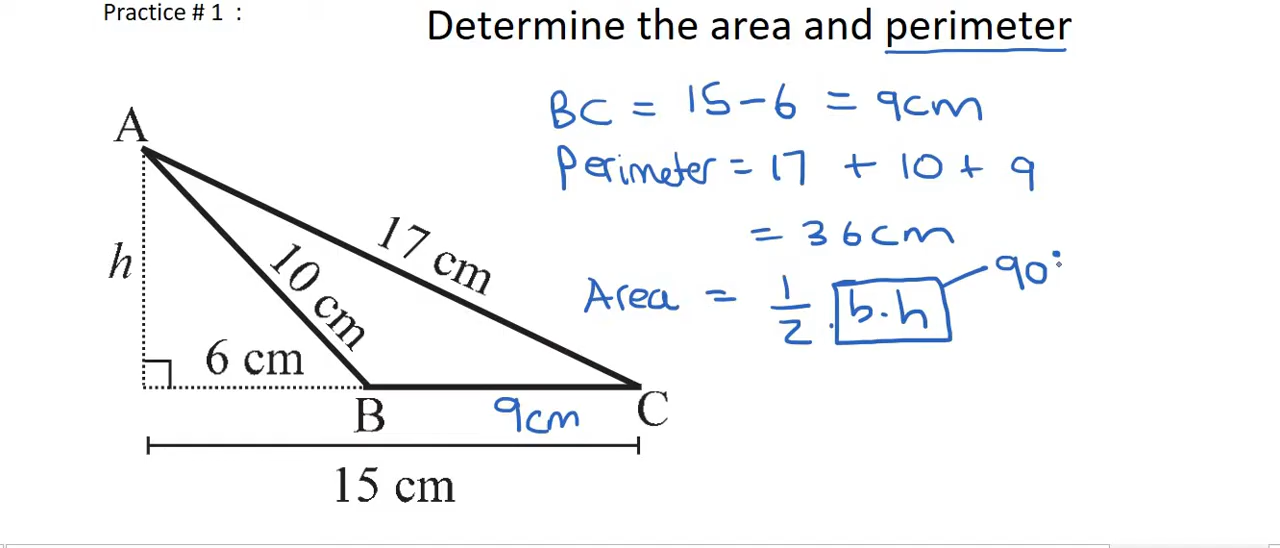 Practice # 1 :
Determine the area and perimeter
BC = 15 - 6 = 9cm
Perimeter = 17 + 10 + 9
= 36cm
Area = 1/2 . b.h
90°
A
h
17 cm
10 cm
6 cm
B
9cm
C
15 cm